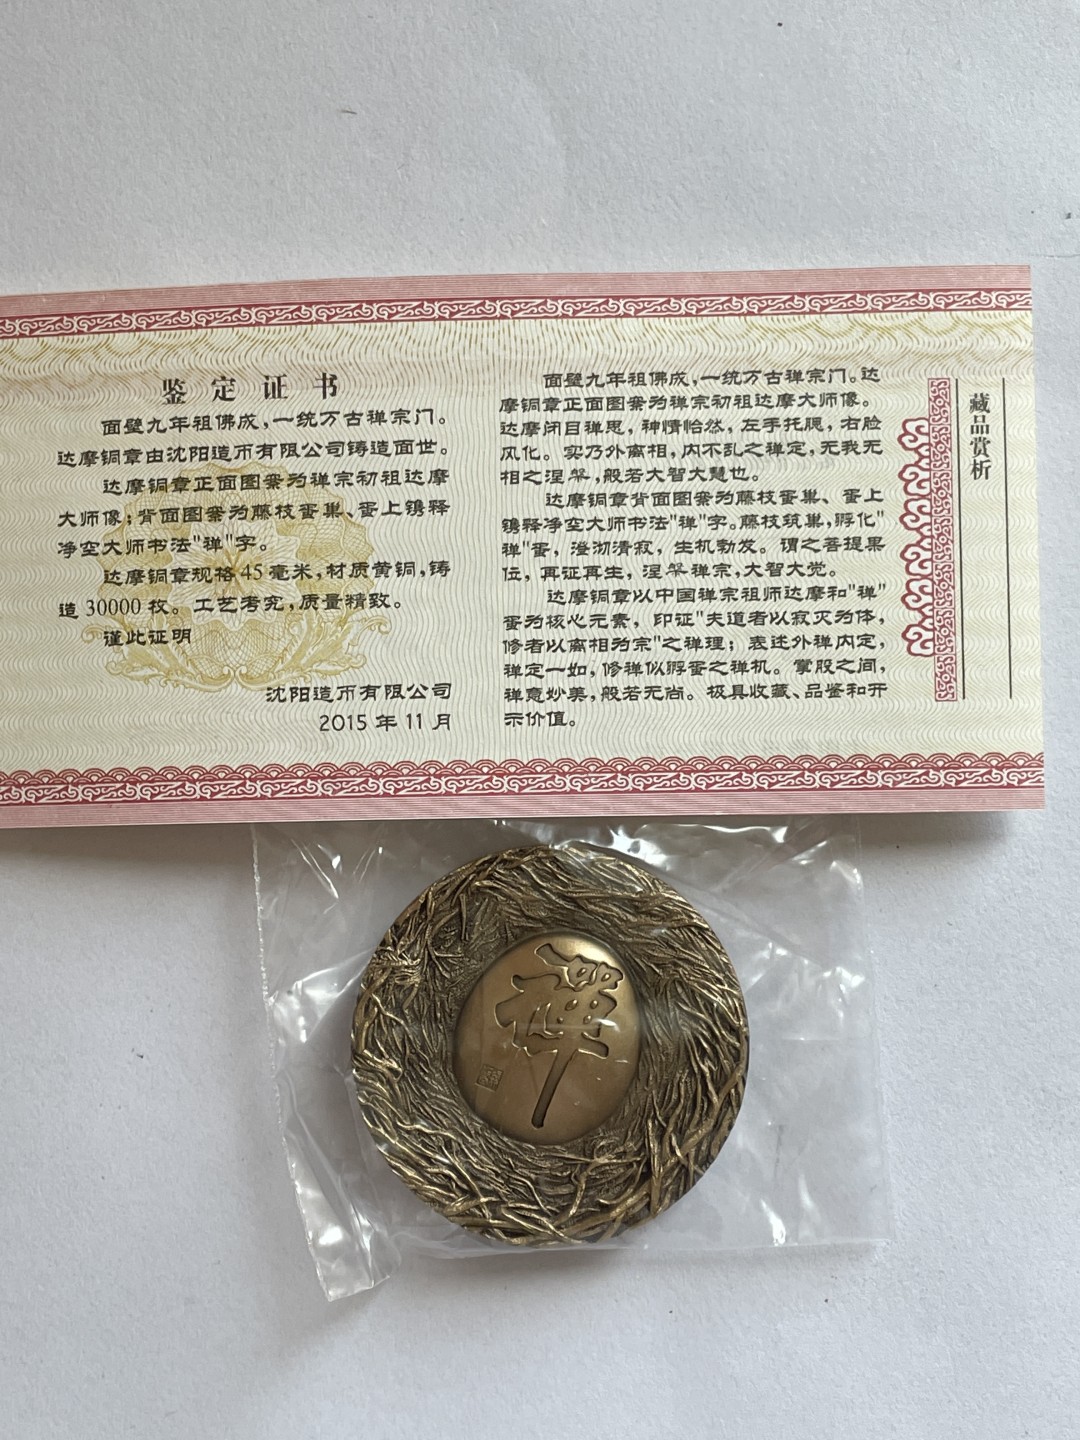 鉴定证书
面壁九年祖佛成,一统万古禅宗门。
达摩铜章由沈阳造币有限公司铸造面世。
达摩铜章正面图案为禅宗初祖达摩
大师像;背面图案为藤枝蛋巢、蛋上镌释
净空大师书法"禅"字。
达摩铜章规格45毫米,材质黄铜,铸
造30000枚。工艺考究,质量精致。
谨此证明
沈阳造币有限公司
2015年11月
面壁九年祖佛成,一统万古禅宗门。达
摩铜章正面图案为禅宗初祖达摩大师像。
达摩闭目禅思,神情怡然,左手托腮,右脸
风化。实乃外离相,内不乱之禅定,无我无
相之涅槃,般若大智大慧也。
达摩铜章背面图案为藤枝蛋巢、蛋上
镌释净空大师书法"禅"字。藤枝筑巢,孵化"
禅"蛋,澄沏清寂,生机勃发。谓之菩提果
位,再证再生,涅槃禅宗,大智大觉。
达摩铜章以中国禅宗祖师达摩和"禅"
蛋为核心元素,印证"夫道者以寂灭为体,
修者以离相为宗"之禅理;表述外禅内定,
禅定一如,修禅似孵蛋之禅机。掌股之间,
禅意妙美,般若无尚。极具收藏、品鉴和开
示价值。
藏品赏析
禅